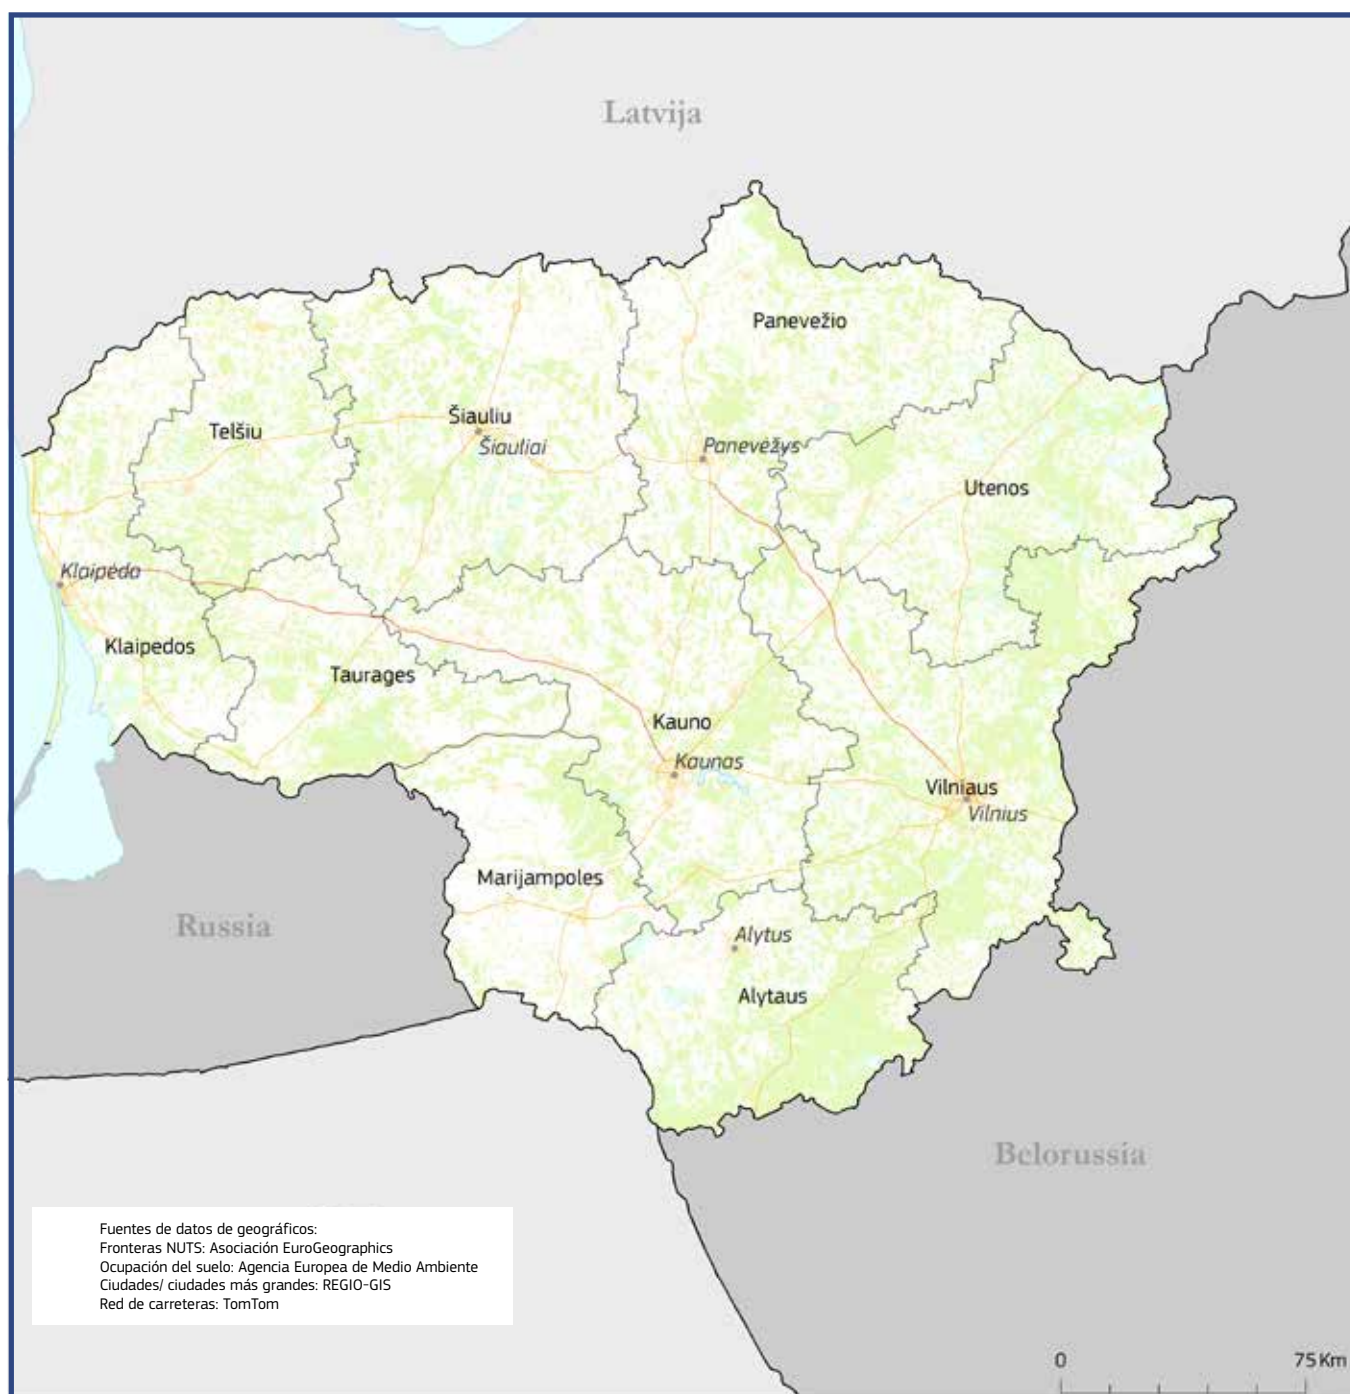 Latvija
Panevežio
Šiauliu
Telšiu
Šiauliai
Panevėžys
Utenos
Klaipėda
Klaipedos
Taurages
Kauno
Kaunas
Vilniaus
Vilnius
Marijampoles
Russia
Alytus
Alytaus
Belorussia
Fuentes de datos de geográficos:
Fronteras NUTS: Asociación EuroGeographics
Ocupación del suelo: Agencia Europea de Medio Ambiente
Ciudades/ ciudades más grandes: REGIO-GIS
Red de carreteras: TomTom
0 75 Km